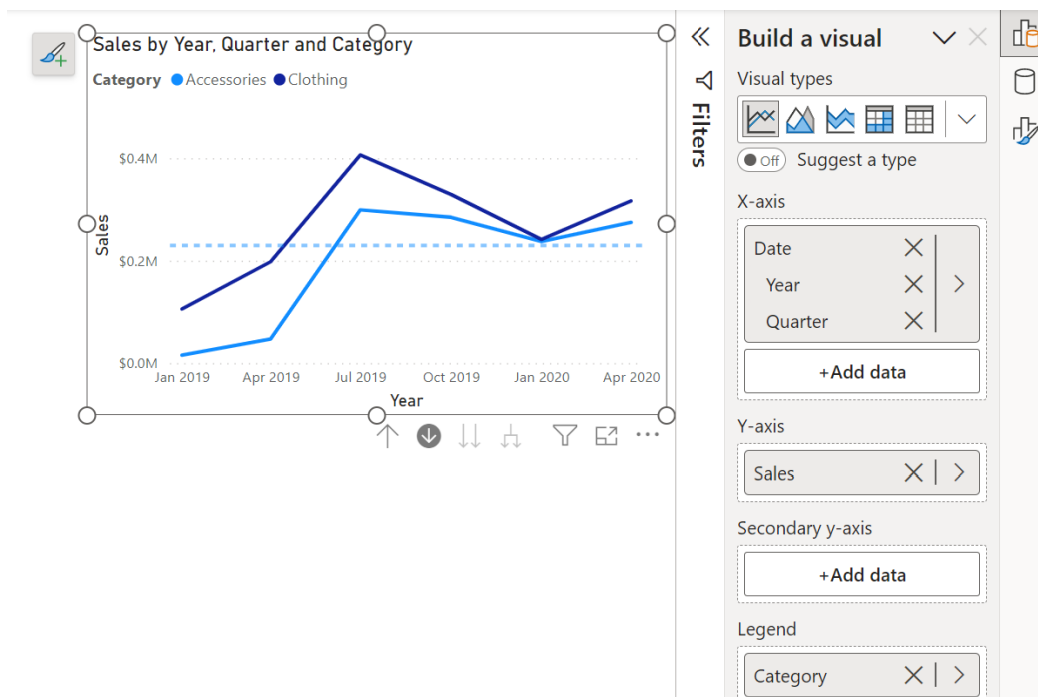 Sales by Year, Quarter and Category
Category Accessories Clothing
$0.4M
$0.2M
$0.0M
Sales
Jan 2019 Apr 2019 Jul 2019 Oct 2019 Jan 2020 Apr 2020
Year
Filters
Build a visual
Visual types
Off Suggest a type
X-axis
Date
Year
Quarter
+Add data
Y-axis
Sales
Secondary y-axis
+Add data
Legend
Category